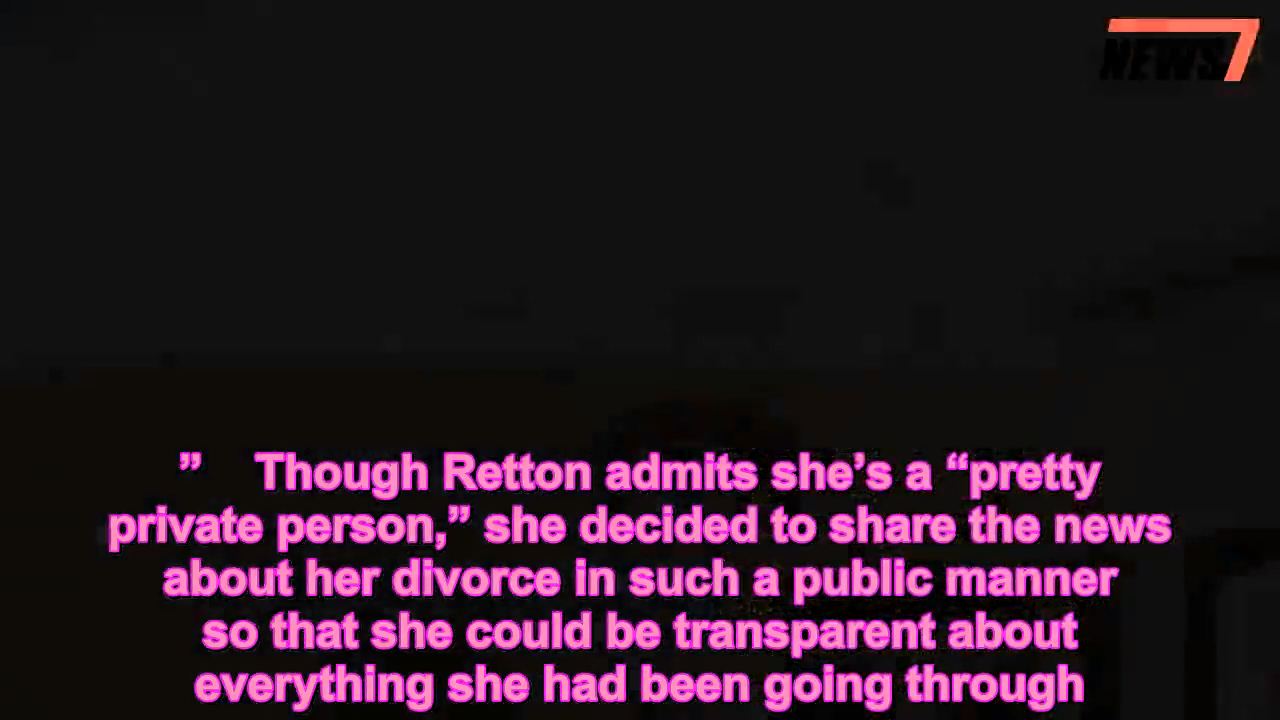 NEWS7
”    Though Retton admits she’s a “pretty
private person,” she decided to share the news
about her divorce in such a public manner
so that she could be transparent about
everything she had been going through